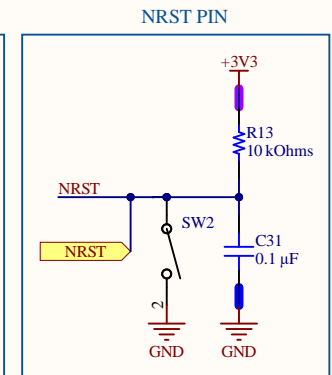 NRST PIN
+3V3
R13
10 kOhms
NRST
SW2
NRST
C31
0.1 µF
2
GND
GND